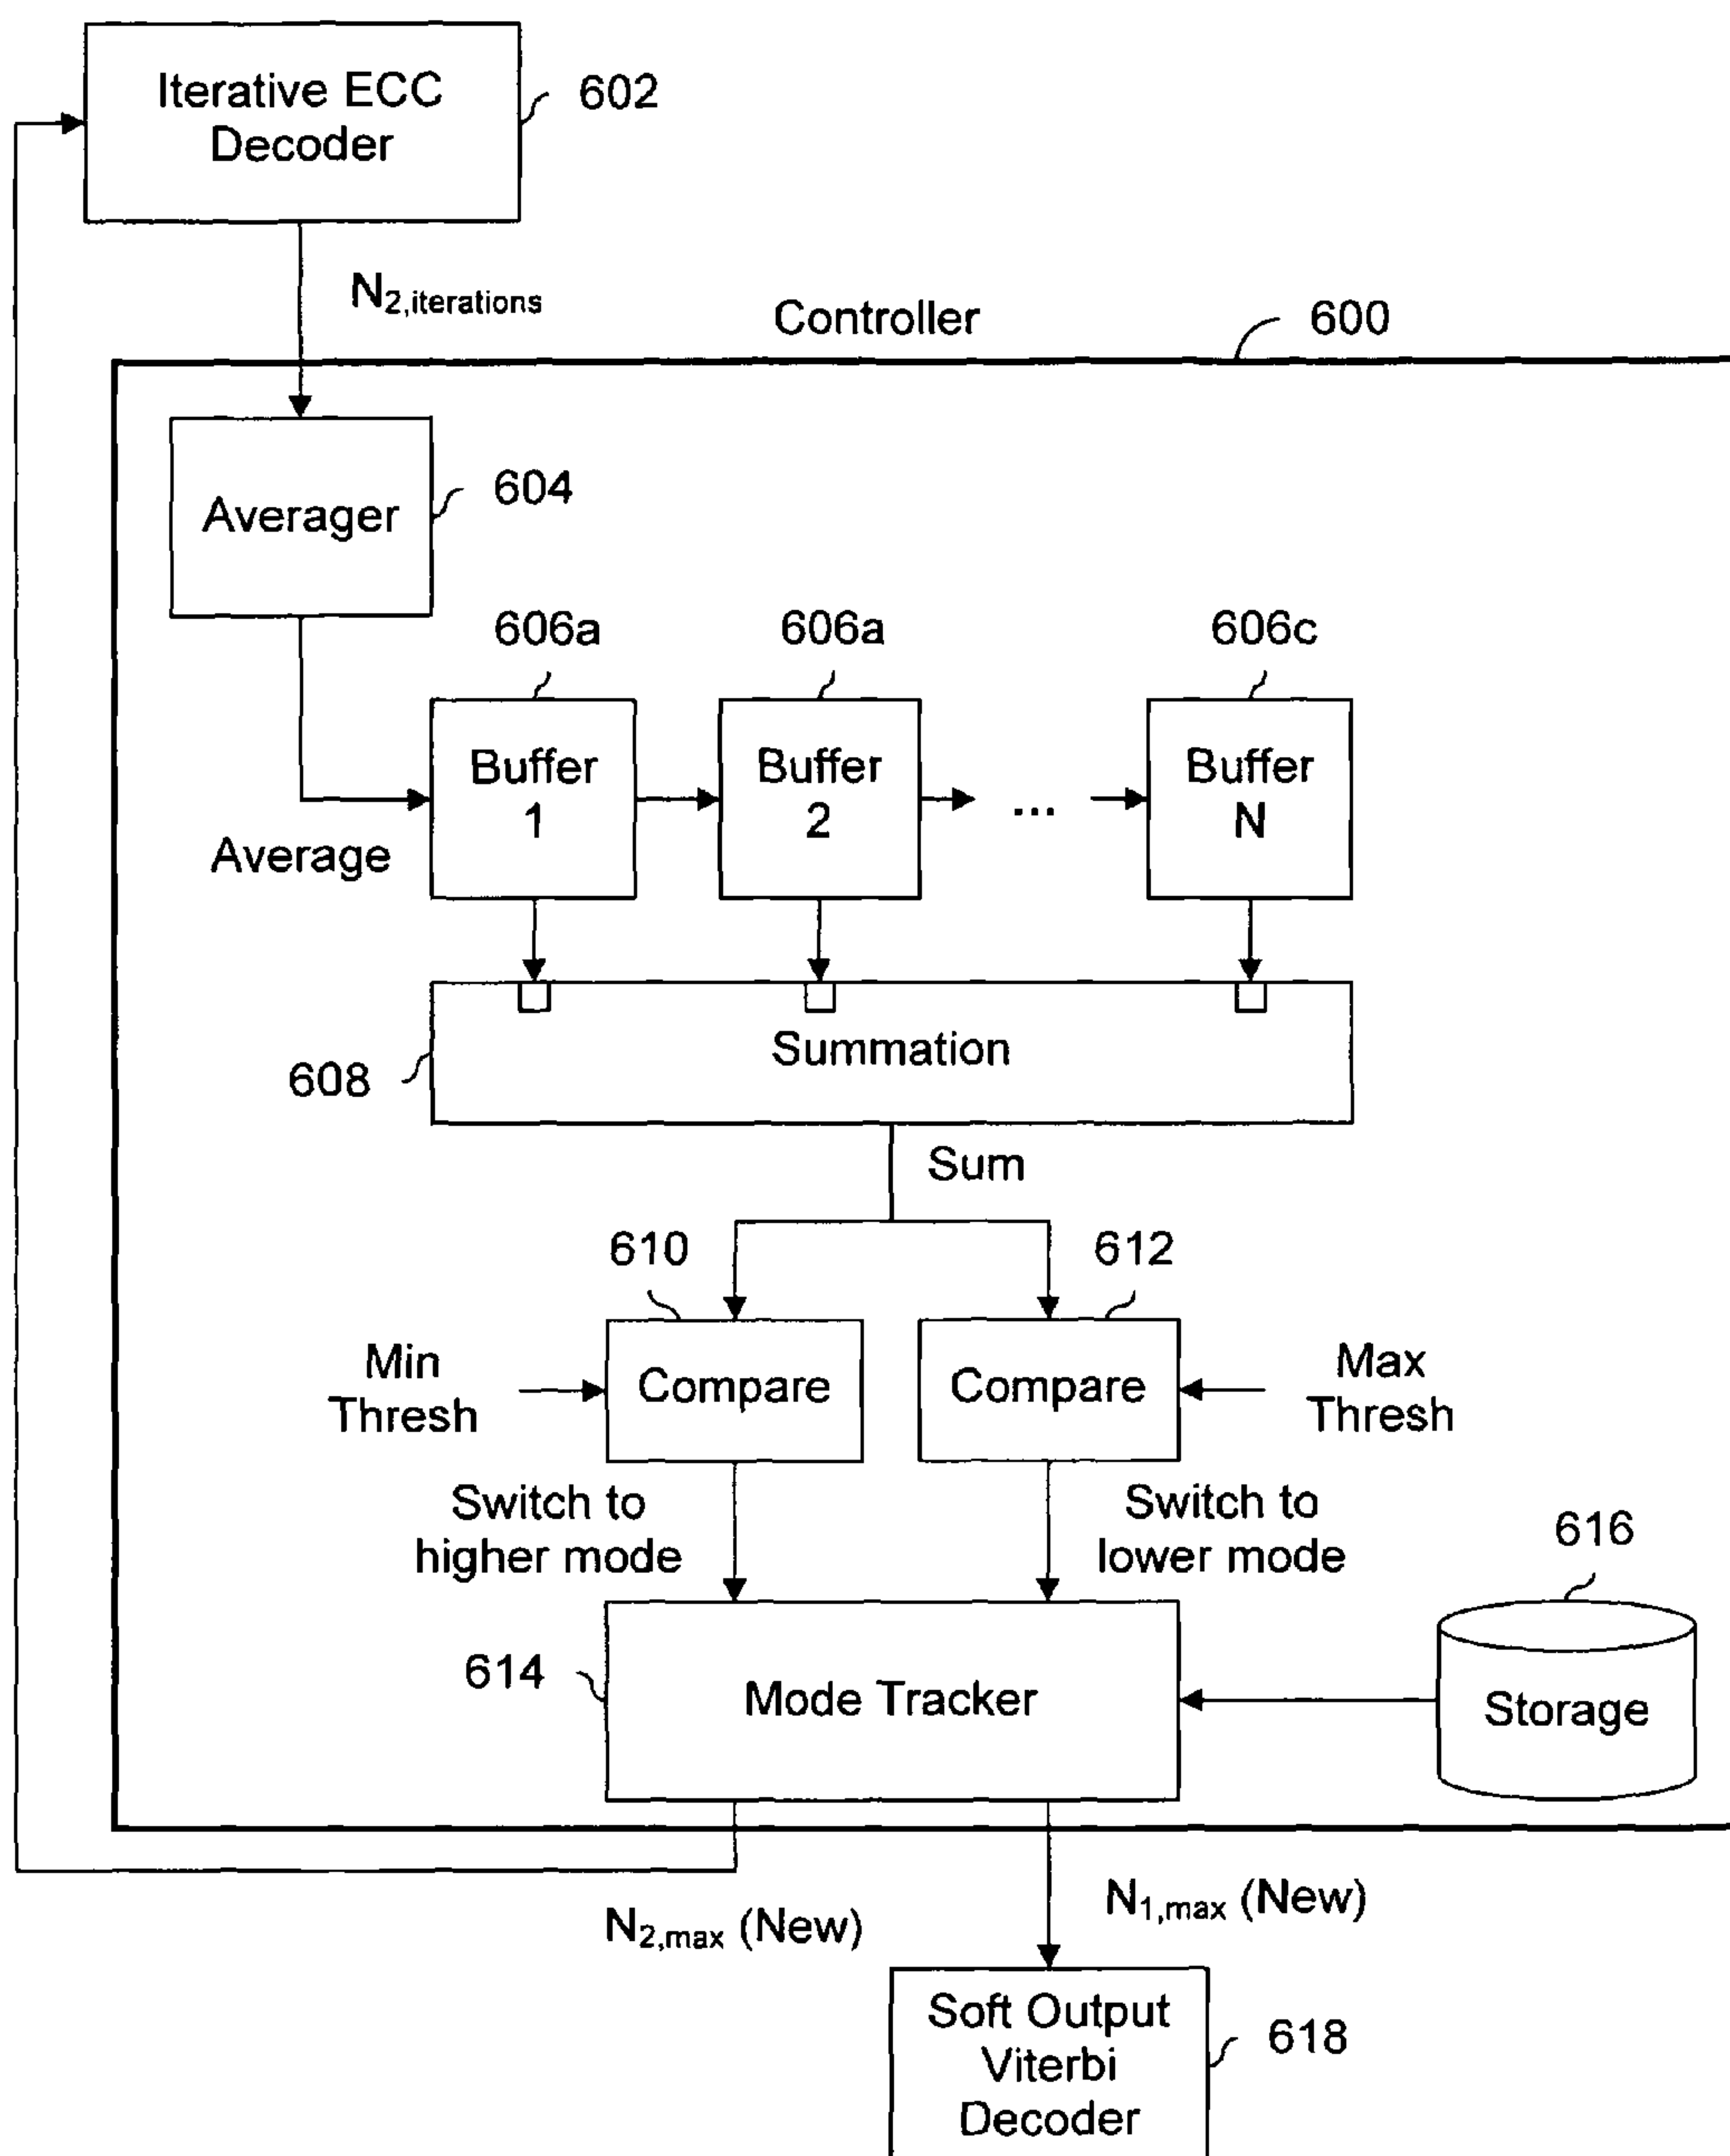 Iterative ECC
Decoder
602
N2,iterations
Controller
600
Averager
604
606a
606a
606c
Buffer
1
Buffer
2
...
Buffer
N
Average
Summation
608
Sum
610
612
Min
Thresh
Compare
Compare
Max
Thresh
Switch to
higher mode
Switch to
lower mode
616
614
Mode Tracker
Storage
N2,max (New)
N1,max (New)
Soft Output
Viterbi
Decoder
618